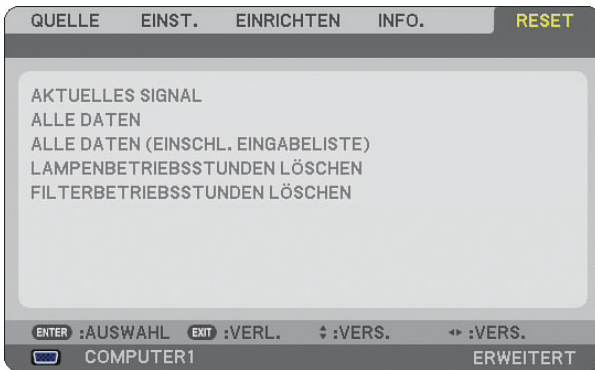 QUELLE EINST. EINRICHTEN INFO. RESET
AKTUELLES SIGNAL
ALLE DATEN
ALLE DATEN (EINSCHL. EINGABELISTE)
LAMPENBETRIEBSSTUNDEN LÖSCHEN
FILTERBETRIEBSSTUNDEN LÖSCHEN
ENTER :AUSWAHL EXIT :VERL. :VERS. :VERS.
COMPUTER1 ERWEITERT